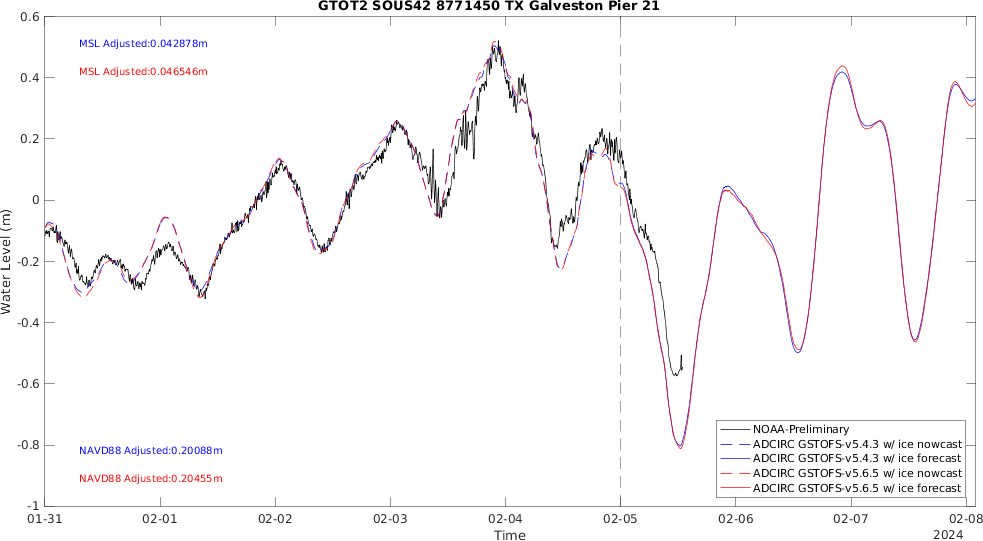 GTOT2 SOUS42 8771450 TX Galveston Pier 21
0.6
0.4
0.2
0
-0.2
-0.4
-0.6
-0.8
-1
Water Level (m)
MSL Adjusted:0.042878m
MSL Adjusted:0.046546m
NAVD88 Adjusted:0.20088m
NAVD88 Adjusted:0.20455m
NOAA-Preliminary
ADCIRC GSTOFS-v5.4.3 w/ ice nowcast
ADCIRC GSTOFS-v5.4.3 w/ ice forecast
ADCIRC GSTOFS-v5.6.5 w/ ice nowcast
ADCIRC GSTOFS-v5.6.5 w/ ice forecast
01-31 02-01 02-02 02-03 02-04 02-05 02-06 02-07 02-08
Time
2024